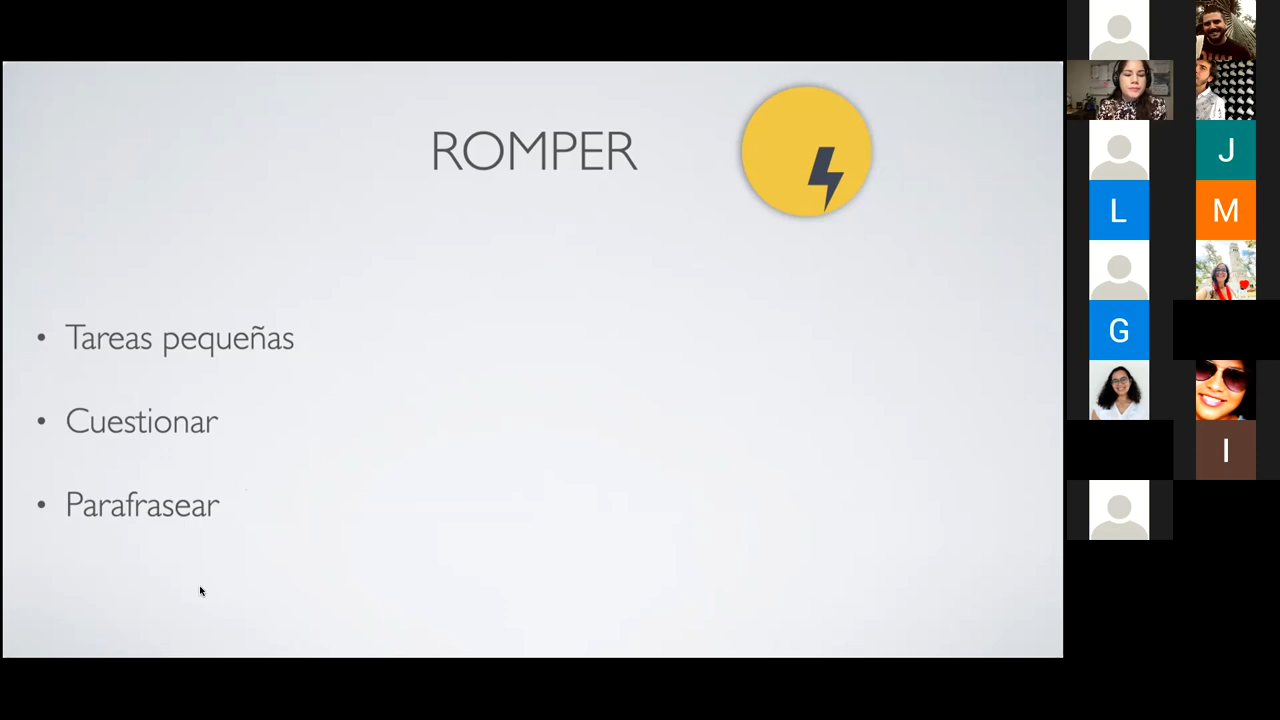 ROMPER
• Tareas pequeñas
• Cuestionar
• Parafrasear
J
L
M
G
I